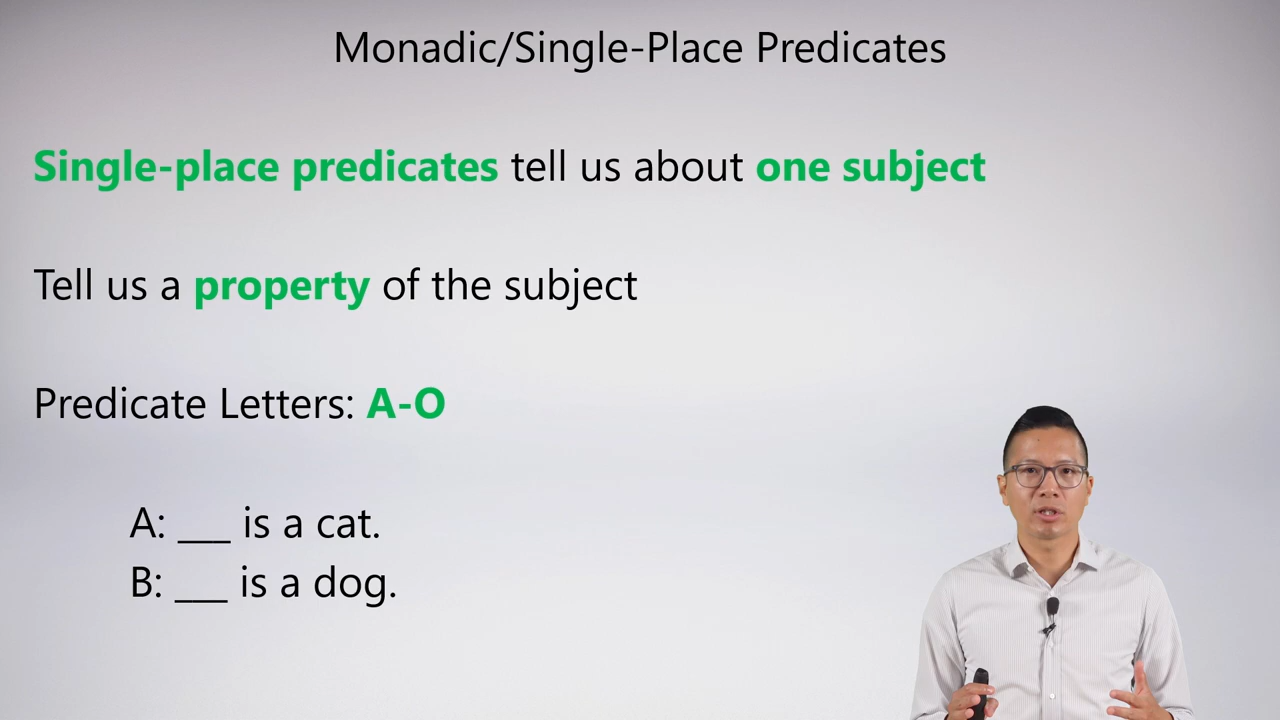 Monadic/Single-Place Predicates
Single-place predicates tell us about one subject
Tell us a property of the subject
Predicate Letters: A-O
A: ___ is a cat.
B: ___ is a dog.